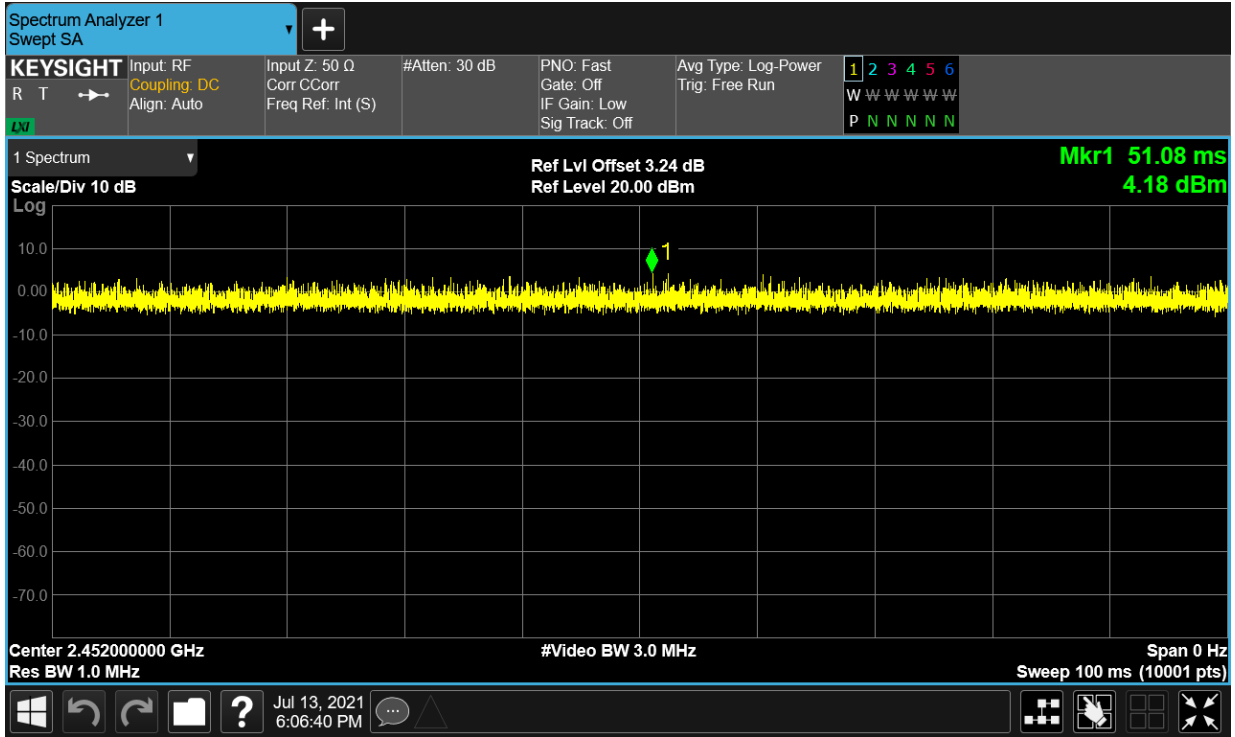 Spectrum Analyzer 1
Swept SA
KEYSIGHT
R T
LXI
Input: RF
Coupling: DC
Align: Auto
Input Z: 50 Ω
Corr CCorr
Freq Ref: Int (S)
#Atten: 30 dB
PNO: Fast
Gate: Off
IF Gain: Low
Sig Track: Off
Avg Type: Log-Power
Trig: Free Run
1 2 3 4 5 6
W W W W W W
P N N N N N
1 Spectrum
Scale/Div 10 dB
Log
Ref Lvl Offset 3.24 dB
Ref Level 20.00 dBm
Mkr1 51.08 ms
4.18 dBm
1
10.0
0.00
-10.0
-20.0
-30.0
-40.0
-50.0
-60.0
-70.0
Center 2.452000000 GHz
Res BW 1.0 MHz
#Video BW 3.0 MHz
Span 0 Hz
Sweep 100 ms (10001 pts)
?
Jul 13, 2021
6:06:40 PM